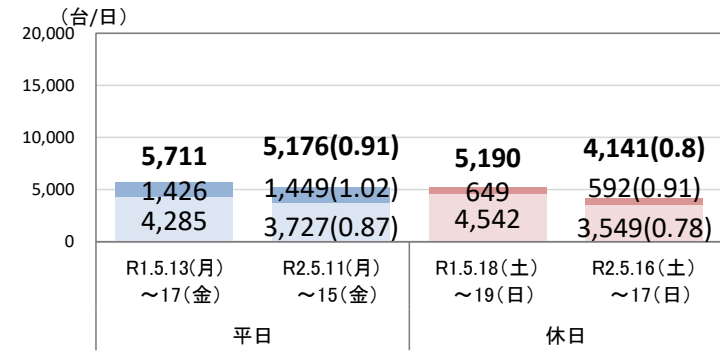 （台/日）
20,000
15,000
10,000
5,000
0
5,711
1,426
4,285
5,176(0.91)
1,449(1.02)
3,727(0.87)
5,190
649
4,542
4,141(0.8)
592(0.91)
3,549(0.78)
R1.5.13(月)
～17(金)
R2.5.11(月)
～15(金)
R1.5.18(土)
～19(日)
R2.5.16(土)
～17(日)
平日
休日